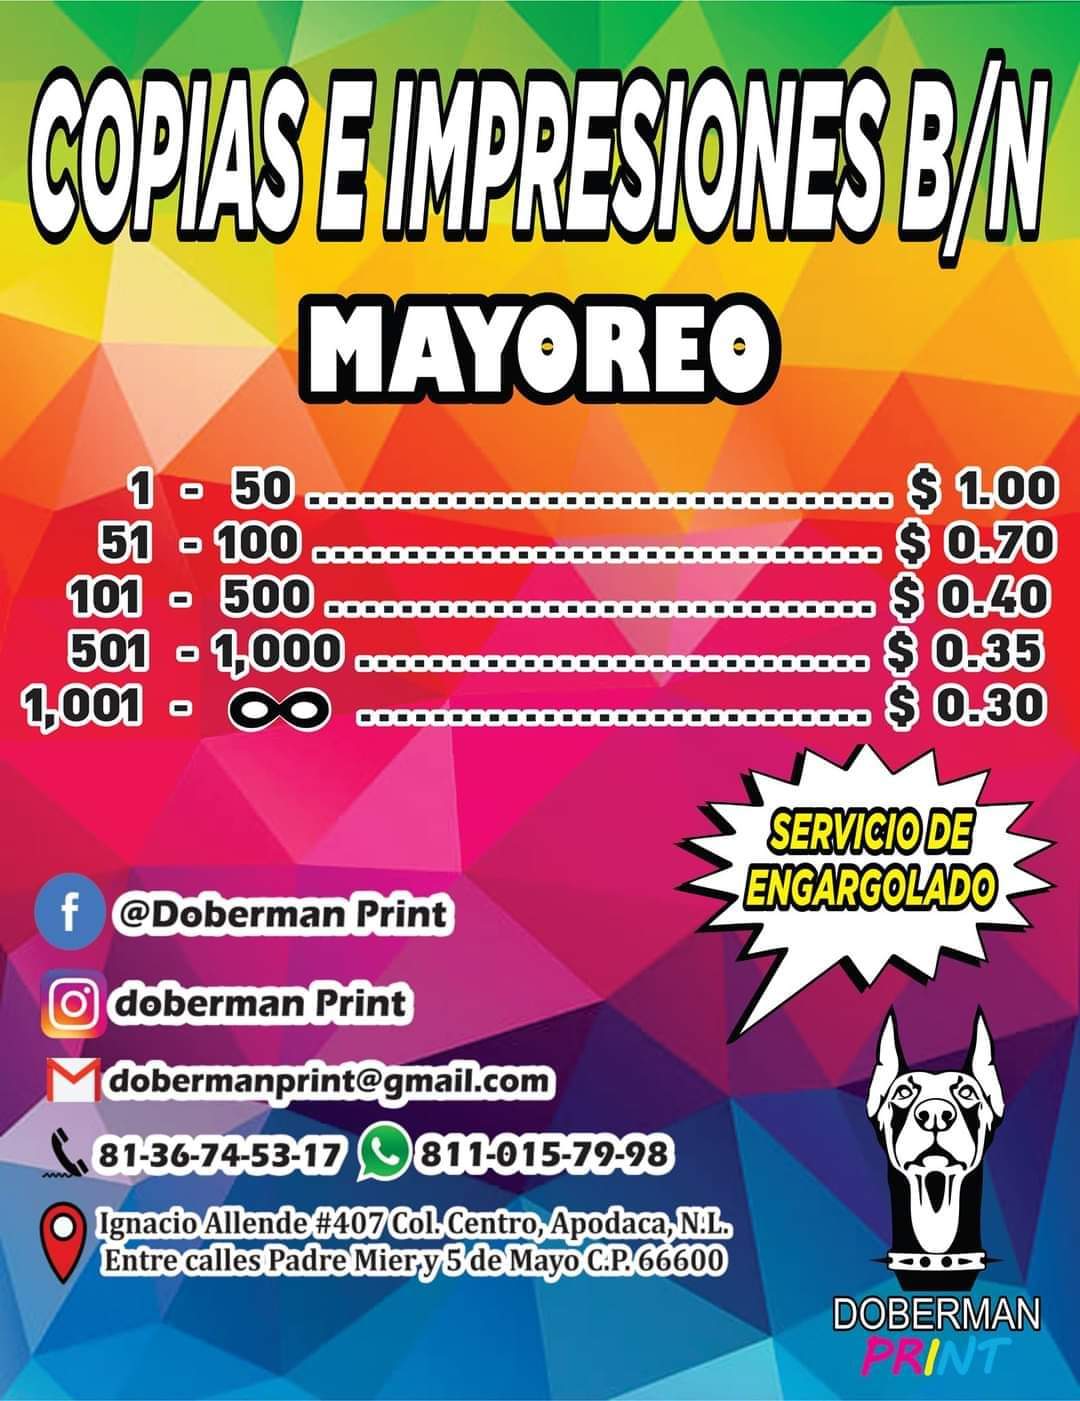 COPIAS E IMPRESIONES B/N
MAYOREO
1 - 50 ................................ $ 1.00
51 - 100 ............................... $ 0.70
101 - 500 .............................. $ 0.40
501 - 1,000 ............................ $ 0.35
1,001 - ∞ ............................ $ 0.30
SERVICIO DE
ENGARGOLADO
@Doberman Print
doberman Print
dobermanprint@gmail.com
81-36-74-53-17 811-015-79-98
Ignacio Allende #407 Col. Centro, Apodaca, N.L.
Entre calles Padre Mier y 5 de Mayo C.P. 66600
DOBERMAN
PRINT